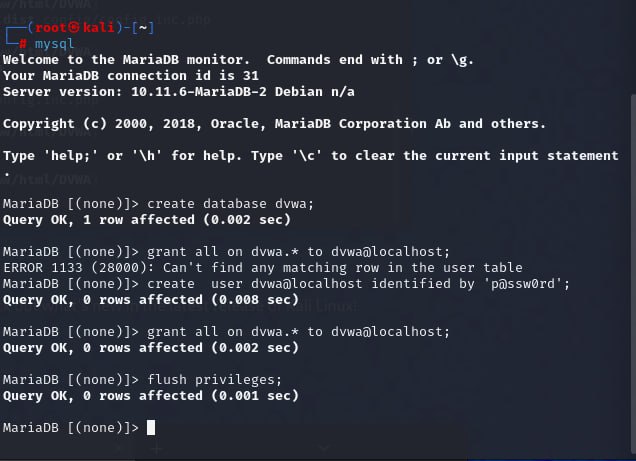 dist config/config.inc.php
┌──(root㉿kali)-[~]
└─# mysql
Welcome to the MariaDB monitor.  Commands end with ; or \g.
Your MariaDB connection id is 31
Server version: 10.11.6-MariaDB-2 Debian n/a
Copyright (c) 2000, 2018, Oracle, MariaDB Corporation Ab and others.
Type 'help;' or '\h' for help. Type '\c' to clear the current input statement
.
MariaDB [(none)]> create database dvwa;
Query OK, 1 row affected (0.002 sec)
MariaDB [(none)]> grant all on dvwa.* to dvwa@localhost;
ERROR 1133 (28000): Can't find any matching row in the user table
MariaDB [(none)]> create  user dvwa@localhost identified by 'p@ssw0rd';
Query OK, 0 rows affected (0.008 sec)
MariaDB [(none)]> grant all on dvwa.* to dvwa@localhost;
Query OK, 0 rows affected (0.002 sec)
MariaDB [(none)]> flush privileges;
Query OK, 0 rows affected (0.001 sec)
MariaDB [(none)]>